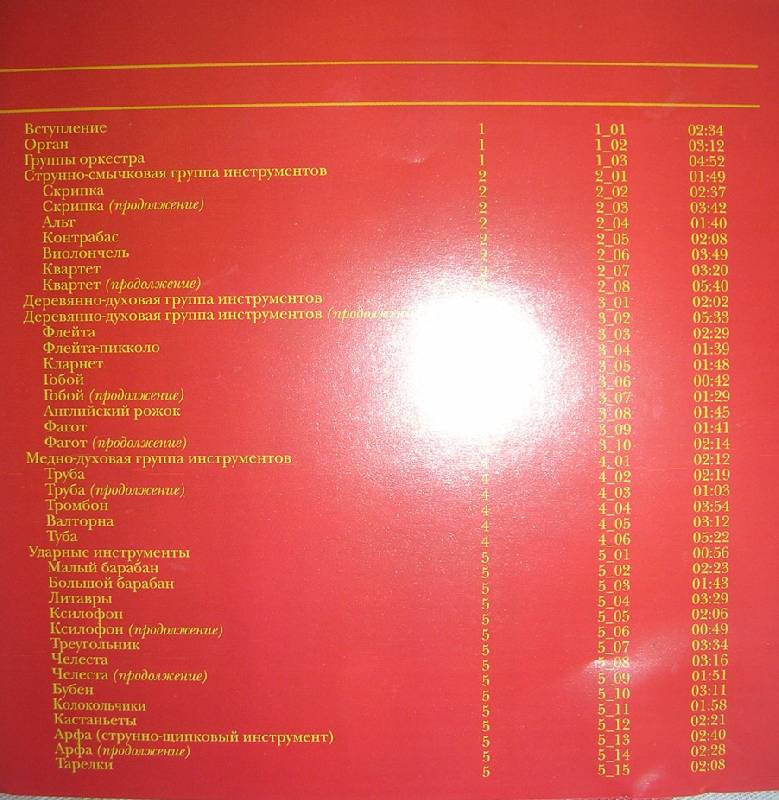 Вступление 1 1_01 02:34
Орган 1 1_02 03:12
Группы оркестра 1 1_03 04:52
Струнно-смычковая группа инструментов 2 2_01 01:49
Скрипка 2 2_02 02:37
Скрипка (продолжение) 2 2_03 03:42
Альт 2 2_04 01:40
Контрабас 2 2_05 02:08
Виолончель 2 2_06 03:49
Квартет 2 2_07 03:20
Квартет (продолжение) 2_08 05:40
Деревянно-духовая группа инструментов 3_01 02:02
Деревянно-духовая группа инструментов 3_02 05:33
Флейта 3_03 02:29
Флейта-пикколо 3_04 01:39
Кларнет 3_05 01:48
Гобой 3_06 00:42
Гобой (продолжение) 3_07 01:29
Английский рожок 3_08 01:45
Фагот 3_09 01:41
Фагот (продолжение) 3_10 02:14
Медно-духовая группа инструментов 4_01 02:12
Труба 4 4_02 02:19
Труба (продолжение) 4 4_03 01:03
Тромбон 4 4_04 03:54
Валторна 4 4_05 03:12
Туба 4 4_06 05:22
Ударные инструменты 5 5_01 00:56
Малый барабан 5 5_02 02:23
Большой барабан 5 5_03 01:43
Литавры 5 5_04 03:29
Ксилофон 5 5_05 02:06
Ксилофон (продолжение) 5 5_06 00:49
Треугольник 5 5_07 03:34
Челеста 5 5_08 03:16
Челеста (продолжение) 5 5_09 01:51
Бубен 5 5_10 03:11
Колокольчики 5 5_11 01:58
Кастаньеты 5 5_12 02:21
Арфа (струнно-щипковый инструмент) 5 5_13 02:40
Арфа (продолжение) 5 5_14 02:28
Тарелки 5 5_15 02:08